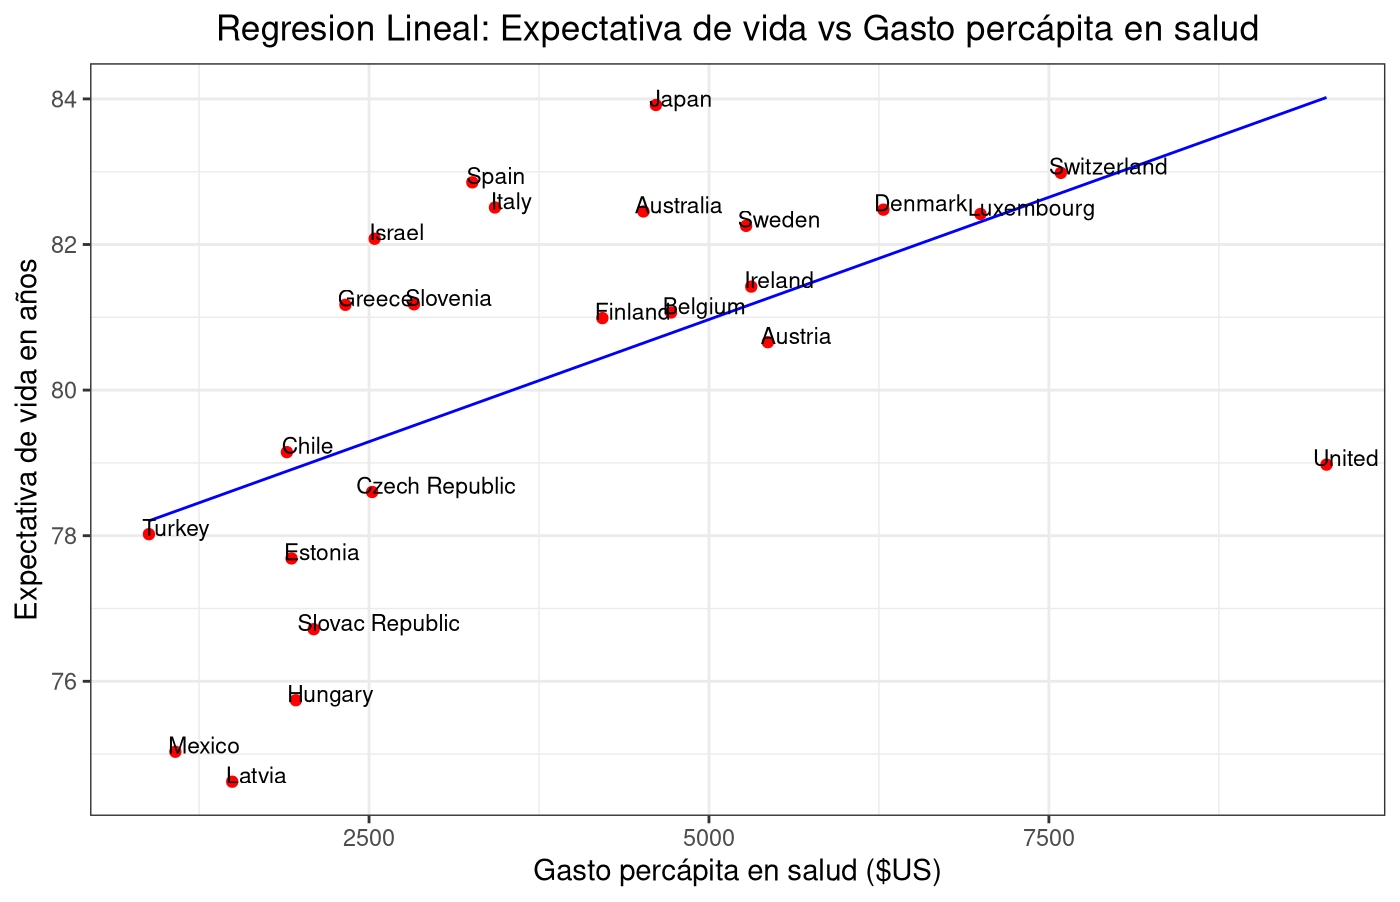 Regresion Lineal: Expectativa de vida vs Gasto percápita en salud
Expectativa de vida en años
84
82
80
78
76
Japan
Switzerland
Spain
Italy
Australia
Denmark
Luxembourg
Sweden
Israel
Ireland
Greece
Slovenia
Finland
Belgium
Austria
Chile
United
Czech Republic
Turkey
Estonia
Slovac Republic
Hungary
Mexico
Latvia
2500
5000
7500
Gasto percápita en salud ($US)